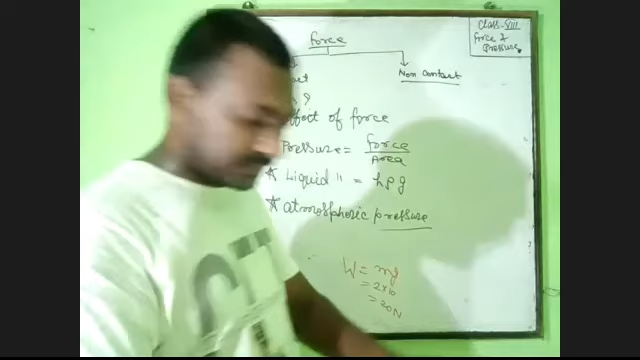 Class-VIII
Force &
Pressure
Force
Non Contact
effect of force
Pressure = force
Area
* Liquid " = hρg
* atmospheric pressure
W = mg
= 2×10
= 20N